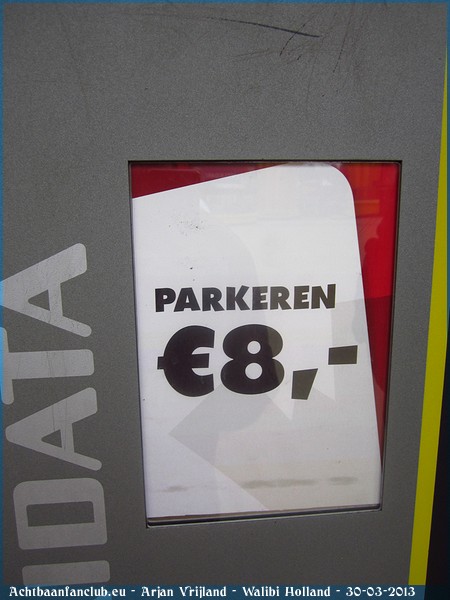 PARKEREN
€8,-
IDATA
Achtbaanfanclub.eu - Arjan Vrijland - Walibi Holland - 30-03-2013